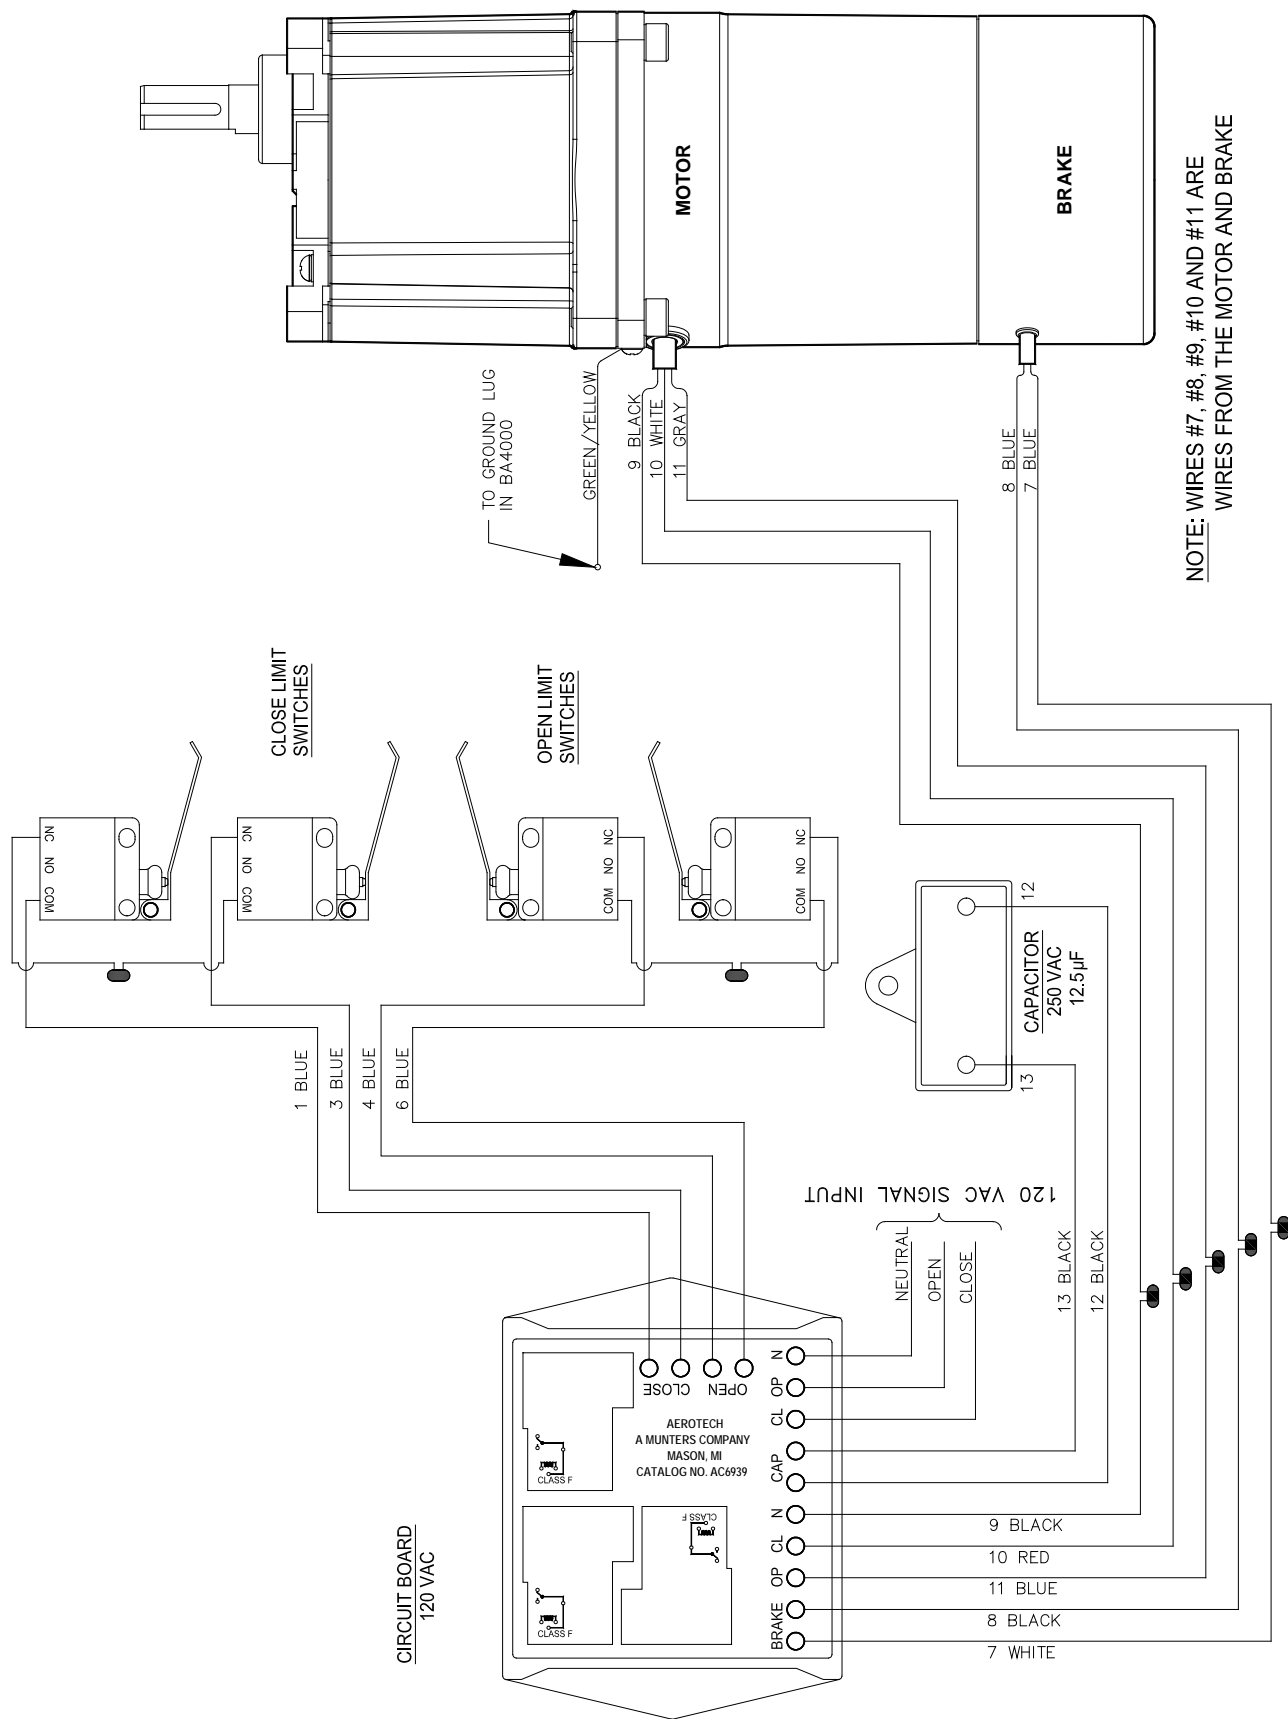 MOTOR
BRAKE
NOTE: WIRES #7, #8, #9, #10 AND #11 ARE
WIRES FROM THE MOTOR AND BRAKE
TO GROUND LUG
IN BA4000
GREEN/YELLOW
9 BLACK
10 WHITE
11 GRAY
8 BLUE
7 BLUE
CLOSE LIMIT
SWITCHES
OPEN LIMIT
SWITCHES
COM NO NC
COM NO NC
COM NO NC
COM NO NC
1 BLUE
3 BLUE
4 BLUE
6 BLUE
12
13
CAPACITOR
250 VAC
12.5µF
120 VAC SIGNAL INPUT
NEUTRAL
OPEN
CLOSE
13 BLACK
12 BLACK
CIRCUIT BOARD
120 VAC
CLASS F
CLASS F
CLASS F
CLOSE
OPEN
AEROTECH
A MUNTERS COMPANY
MASON, MI
CATALOG NO. AC6939
BRAKE OP CL N CAP CL OP N
9 BLACK
10 RED
11 BLUE
8 BLACK
7 WHITE